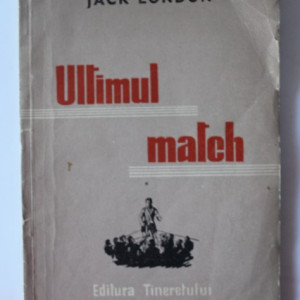 JACK LONDON
Ultimul
match
Editura Tineretului